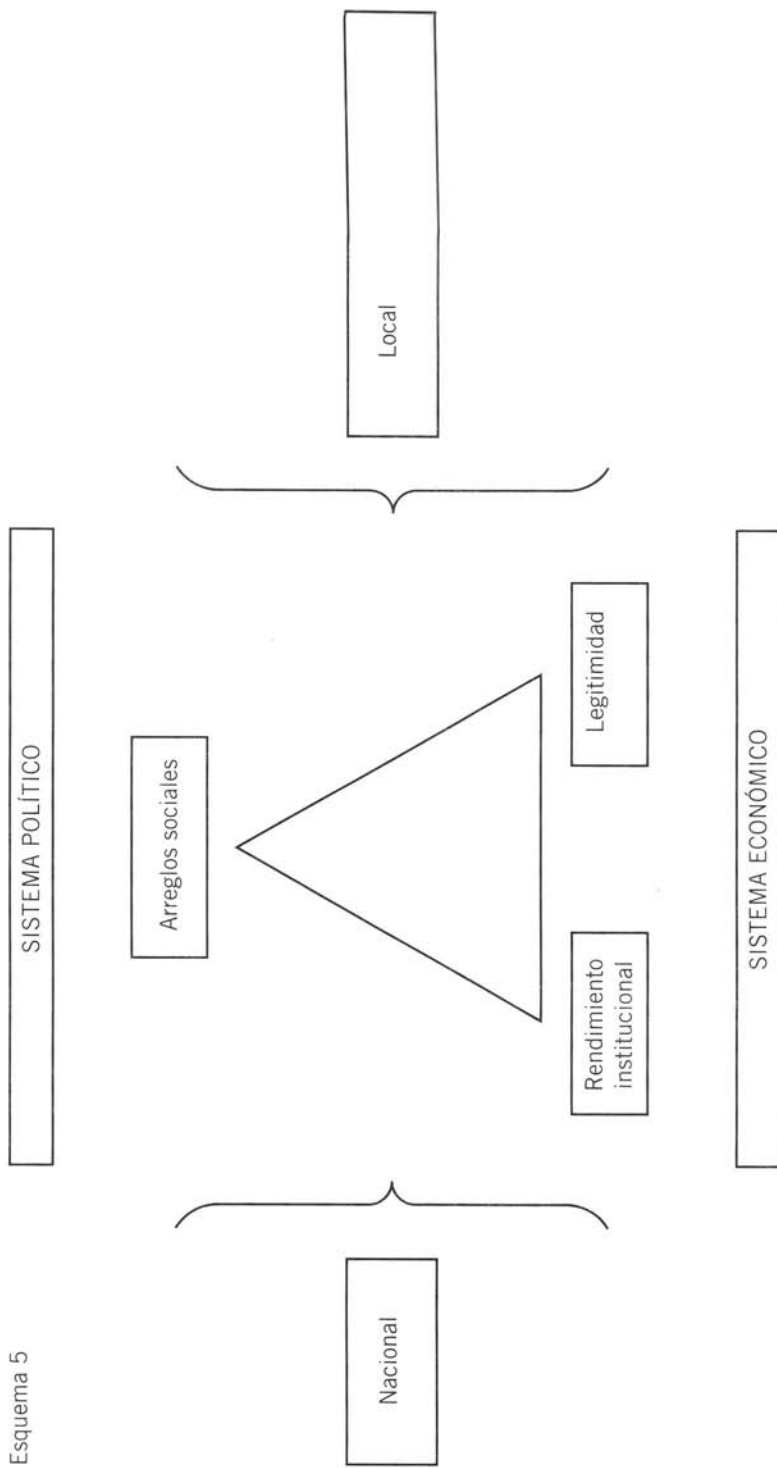 Esquema 5
SISTEMA POLÍTICO
Arreglos sociales
Nacional
Local
Rendimiento
institucional
Legitimidad
SISTEMA ECONÓMICO